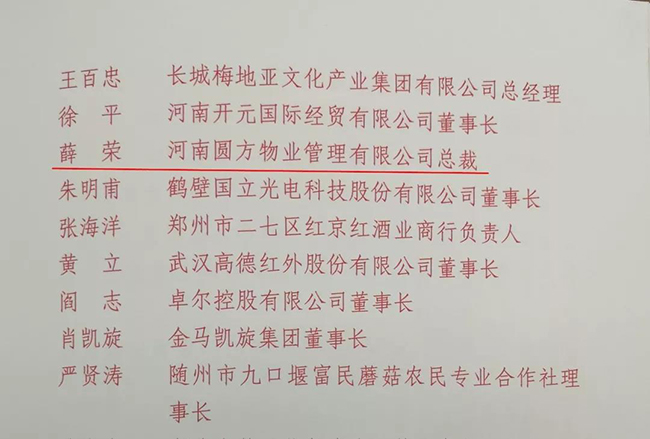 王百忠 长城梅地亚文化产业集团有限公司总经理
徐 平 河南开元国际经贸有限公司董事长
薛 荣 河南圆方物业管理有限公司总裁
朱明甫 鹤壁国立光电科技股份有限公司董事长
张海洋 郑州市二七区红京红酒业商行负责人
黄 立 武汉高德红外股份有限公司董事长
阎 志 卓尔控股有限公司董事长
肖凯旋 金马凯旋集团董事长
严贤涛 随州市九口堰富民蘑菇农民专业合作社理
事长